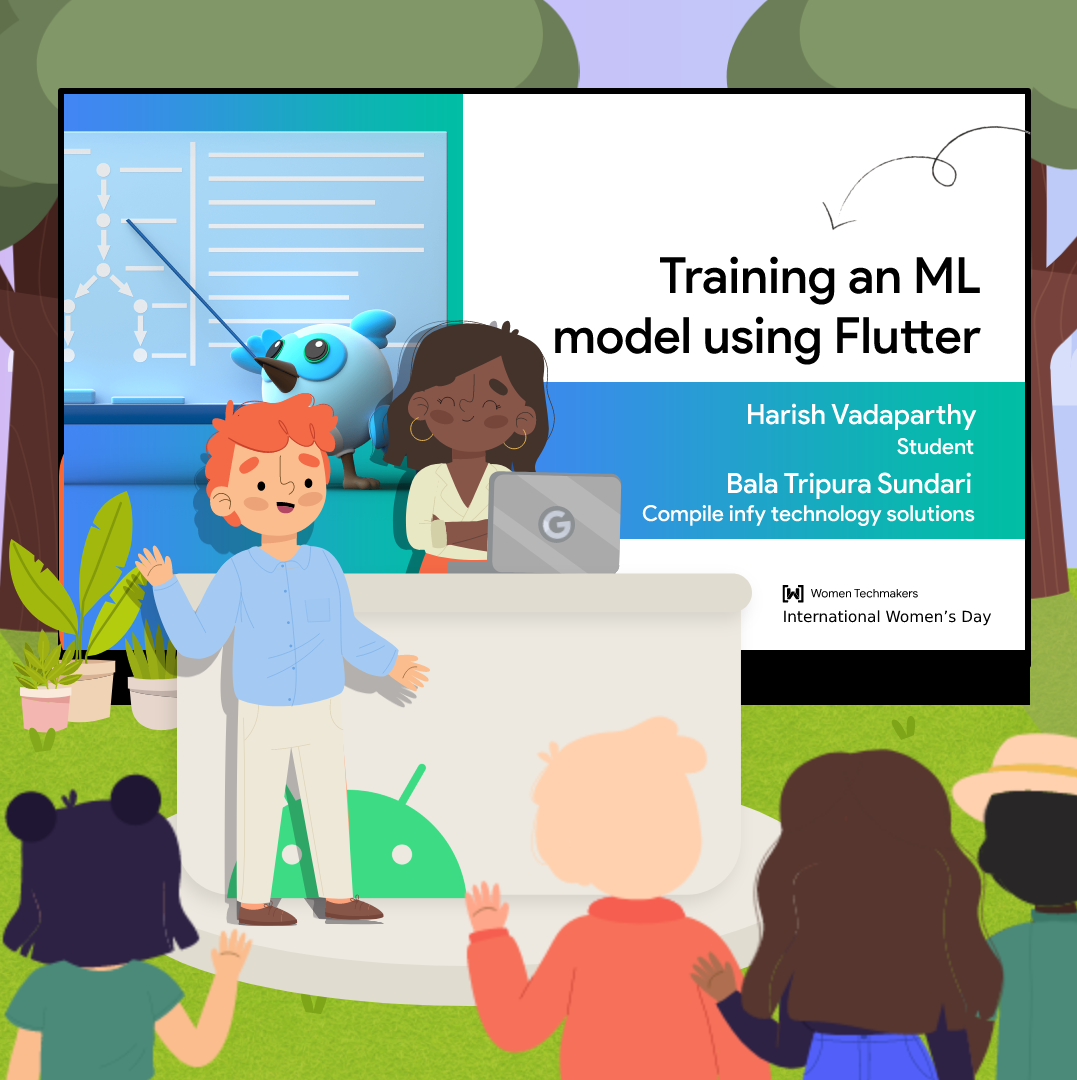 Training an ML
model using Flutter
Harish Vadaparthy
Student
Bala Tripura Sundari
Compile infy technology solutions
[W] Women Techmakers
International Women’s Day
G